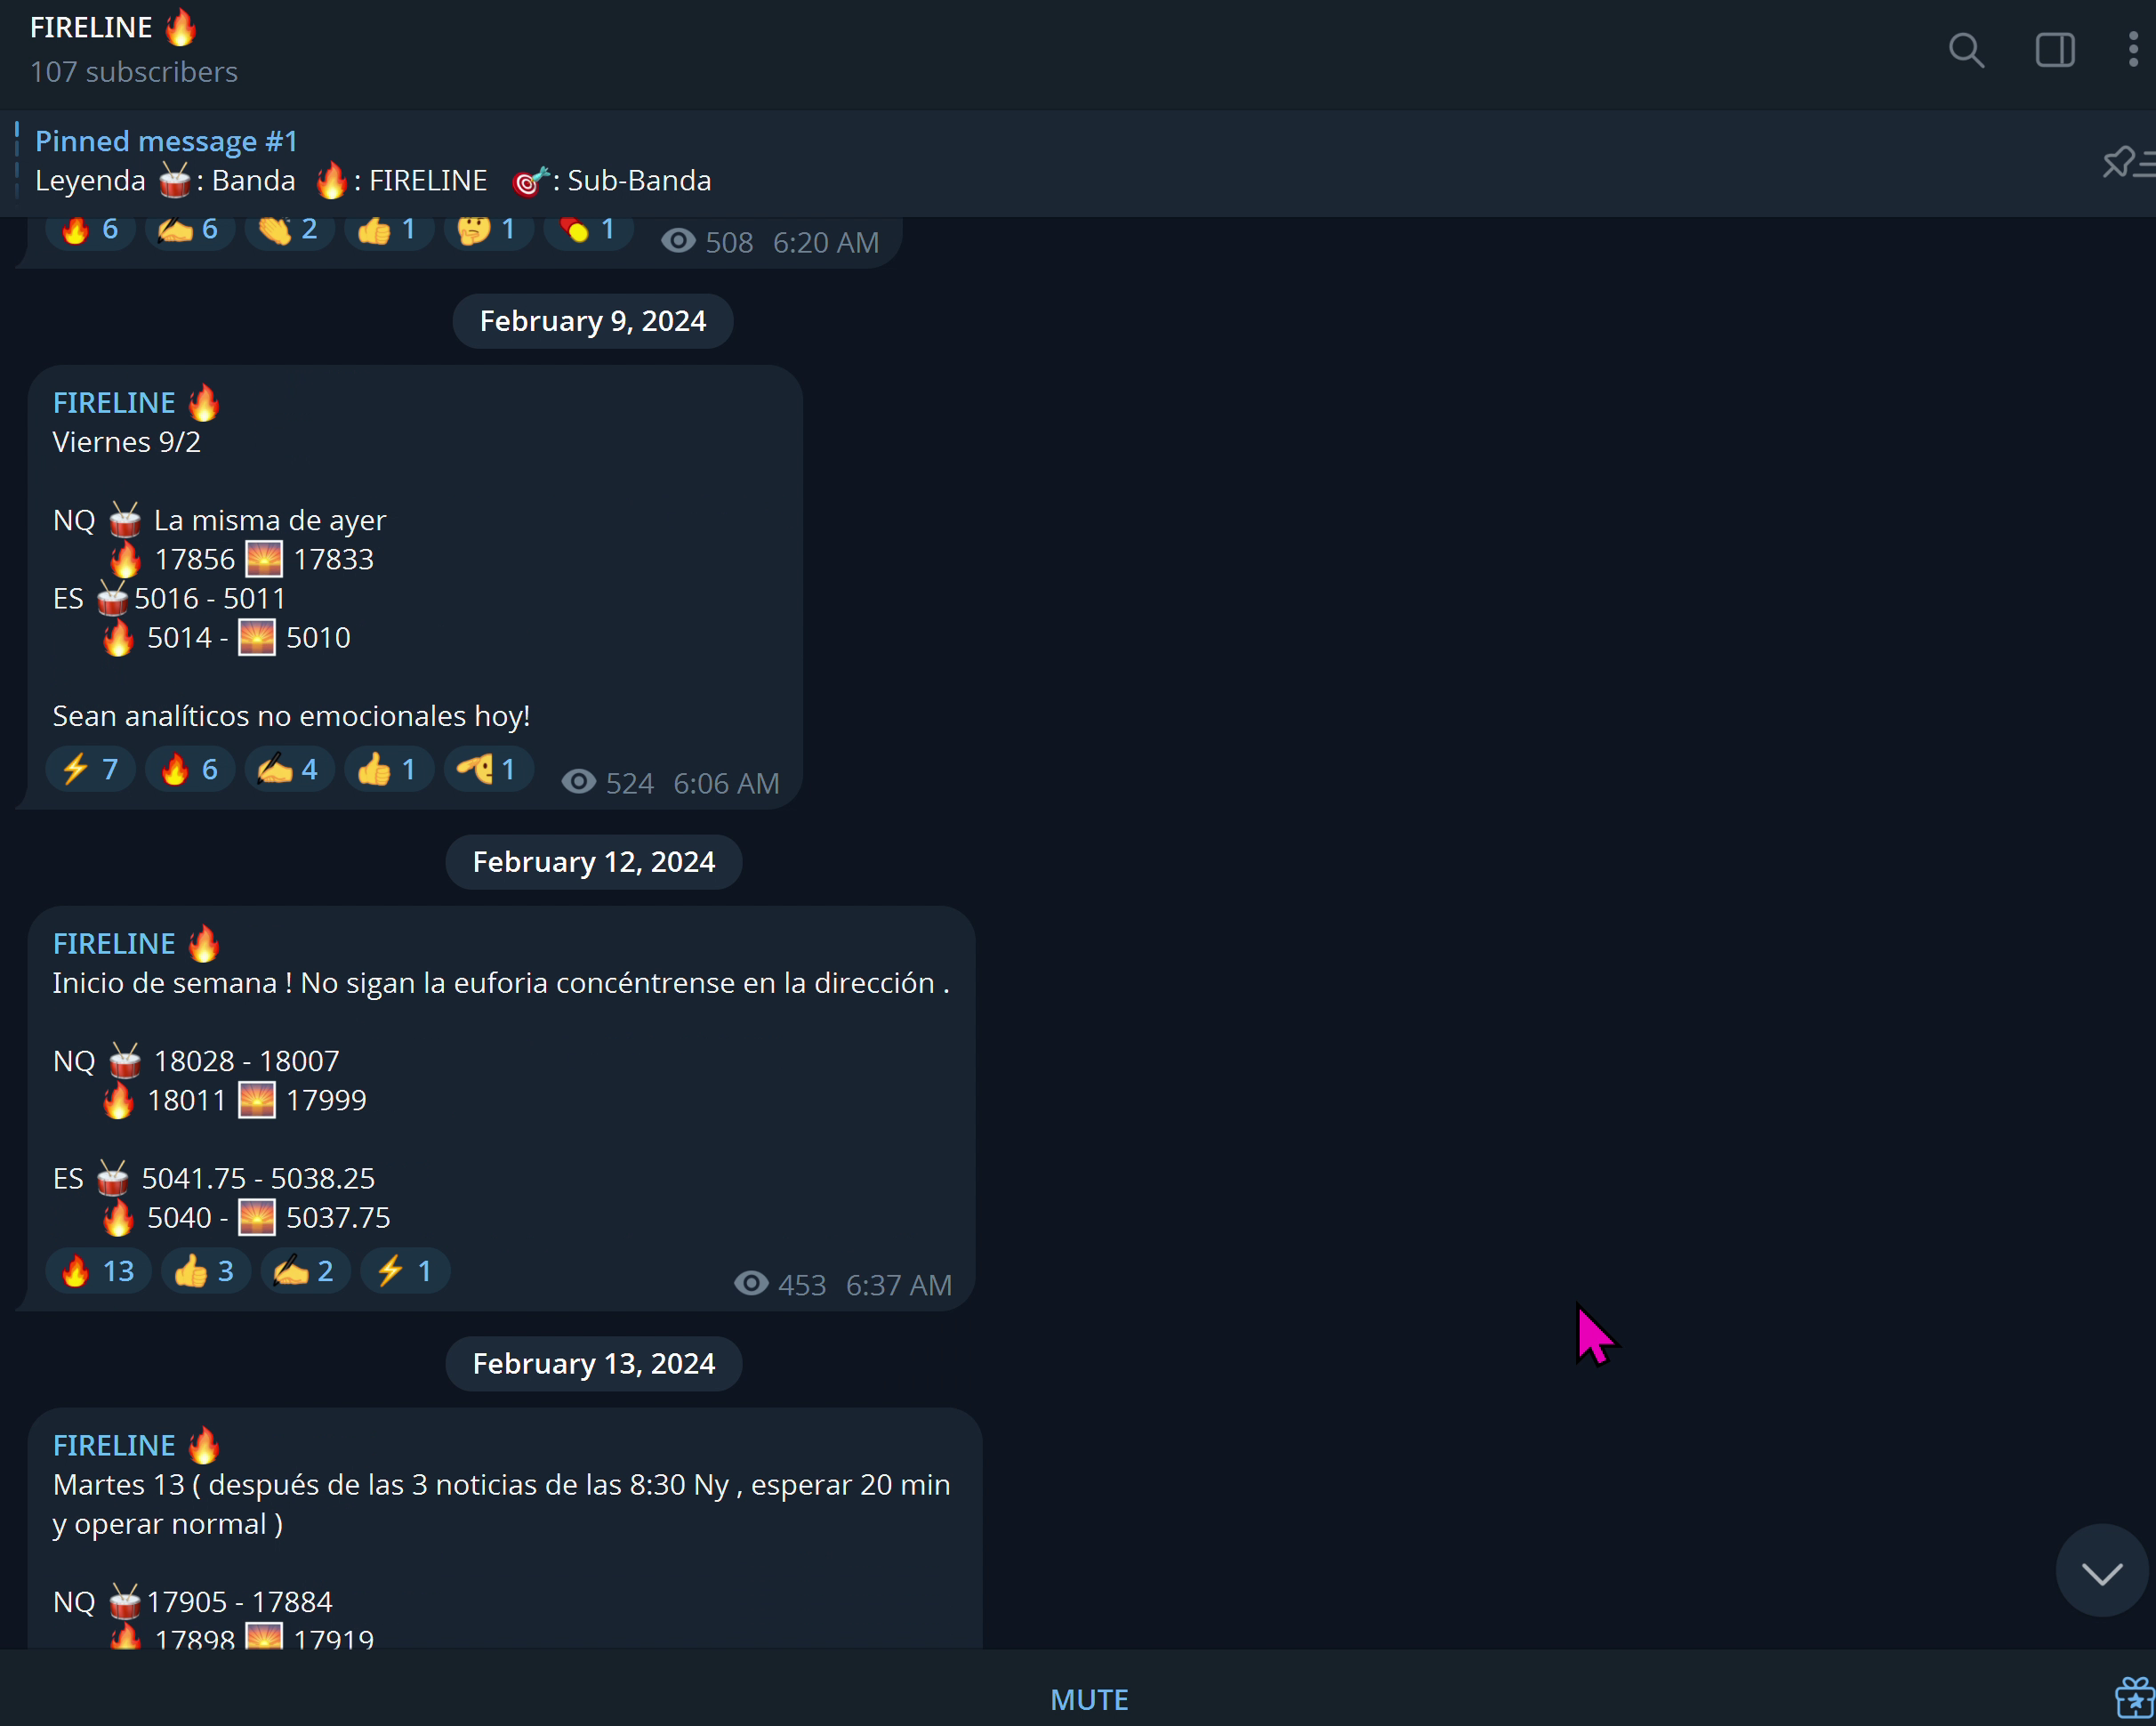 FIRELINE 🔥
107 subscribers
Pinned message #1
Leyenda 🥁: Banda 🔥: FIRELINE 🎯: Sub-Banda
🔥 6 ✍️ 6 👏 2 👍 1 🤔 1 💊 1 508 6:20 AM
February 9, 2024
FIRELINE 🔥
Viernes 9/2
NQ 🥁 La misma de ayer
🔥 17856 🌅 17833
ES 🥁5016 - 5011
🔥 5014 - 🌅 5010
Sean analíticos no emocionales hoy!
⚡ 7 🔥 6 ✍️ 4 👍 1 🫡 1 524 6:06 AM
February 12, 2024
FIRELINE 🔥
Inicio de semana ! No sigan la euforia concéntrense en la dirección .
NQ 🥁 18028 - 18007
🔥 18011 🌅 17999
ES 🥁 5041.75 - 5038.25
🔥 5040 - 🌅 5037.75
🔥 13 👍 3 ✍️ 2 ⚡ 1 453 6:37 AM
February 13, 2024
FIRELINE 🔥
Martes 13 ( después de las 3 noticias de las 8:30 Ny , esperar 20 min
y operar normal )
NQ 🥁17905 - 17884
🔥 17898 🌅 17919
MUTE